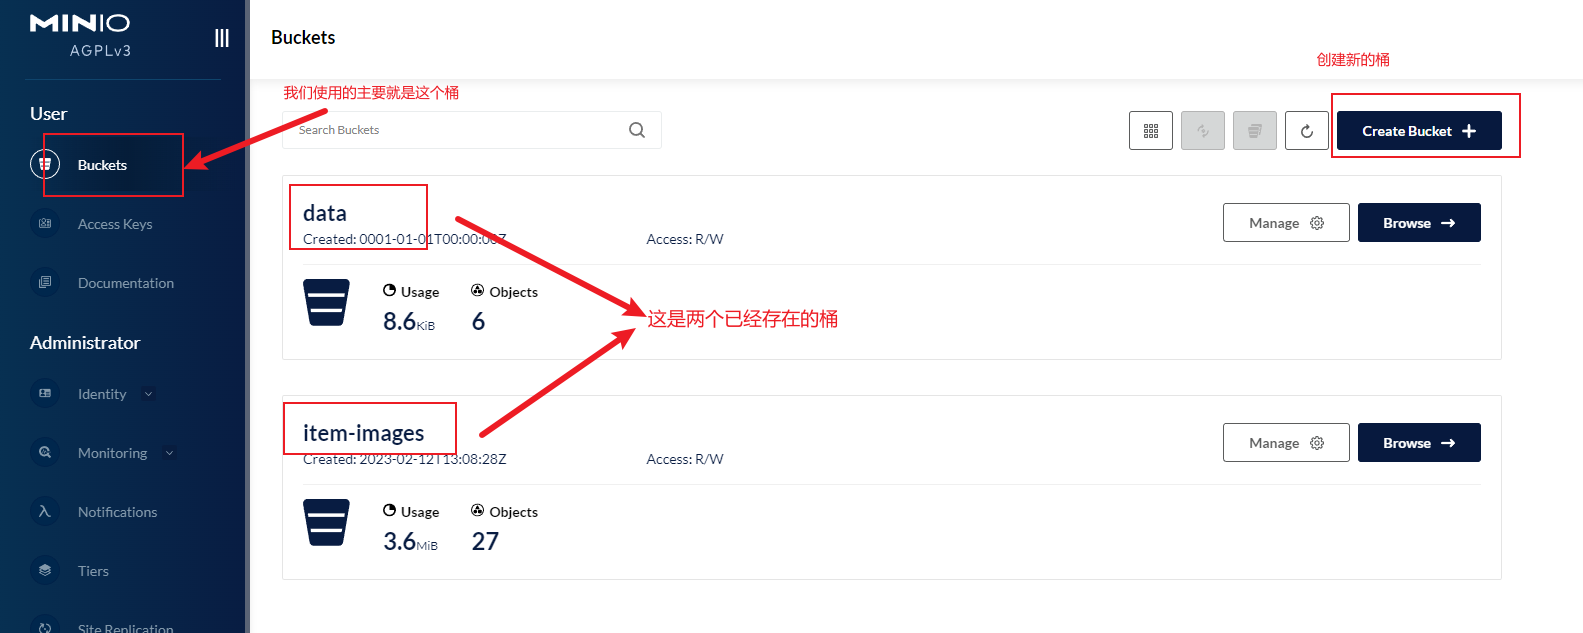 MINIO
AGPLv3
User
Buckets
Access Keys
Documentation
Administrator
Identity
Monitoring
Notifications
Tiers
Site Replication
Buckets
创建新的桶
我们使用的主要就是这个桶
Search Buckets
Create Bucket
data
Created: 0001-01-01T00:00:00Z
Access: R/W
Manage
Browse
Usage
Objects
8.6KiB
6
这是两个已经存在的桶
item-images
Created: 2023-02-12T13:08:28Z
Access: R/W
Manage
Browse
Usage
Objects
3.6MiB
27